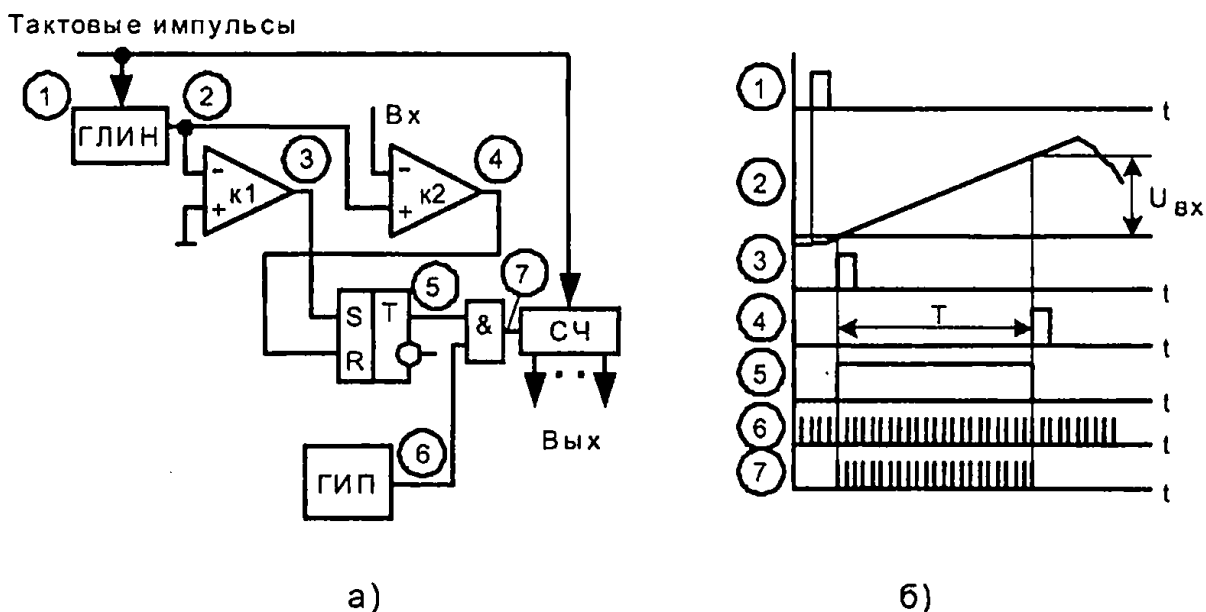 Тактовые импульсы
1
2
ГЛИН
Вх
3
4
-
+
к1
-
+
к2
S
R
T
5
&
7
СЧ
Вых
6
ГИП
а)
1
t
2
U вх
3
t
4
T
t
5
t
6
t
7
t
б)